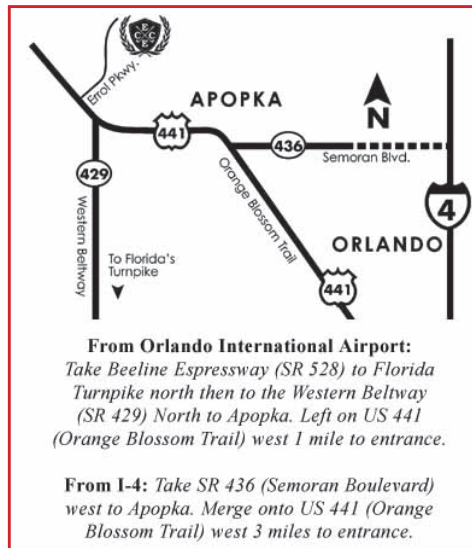 E
C C
E
Errol Pkwy.
APOPKA
441
436
N
Semoran Blvd.
429
Western Beltway
Orange Blossom Trail
4
ORLANDO
To Florida's
Turnpike
441
From Orlando International Airport:
Take Beeline Espressway (SR 528) to Florida
Turnpike north then to the Western Beltway
(SR 429) North to Apopka. Left on US 441
(Orange Blossom Trail) west 1 mile to entrance.
From I-4: Take SR 436 (Semoran Boulevard)
west to Apopka. Merge onto US 441 (Orange
Blossom Trail) west 3 miles to entrance.